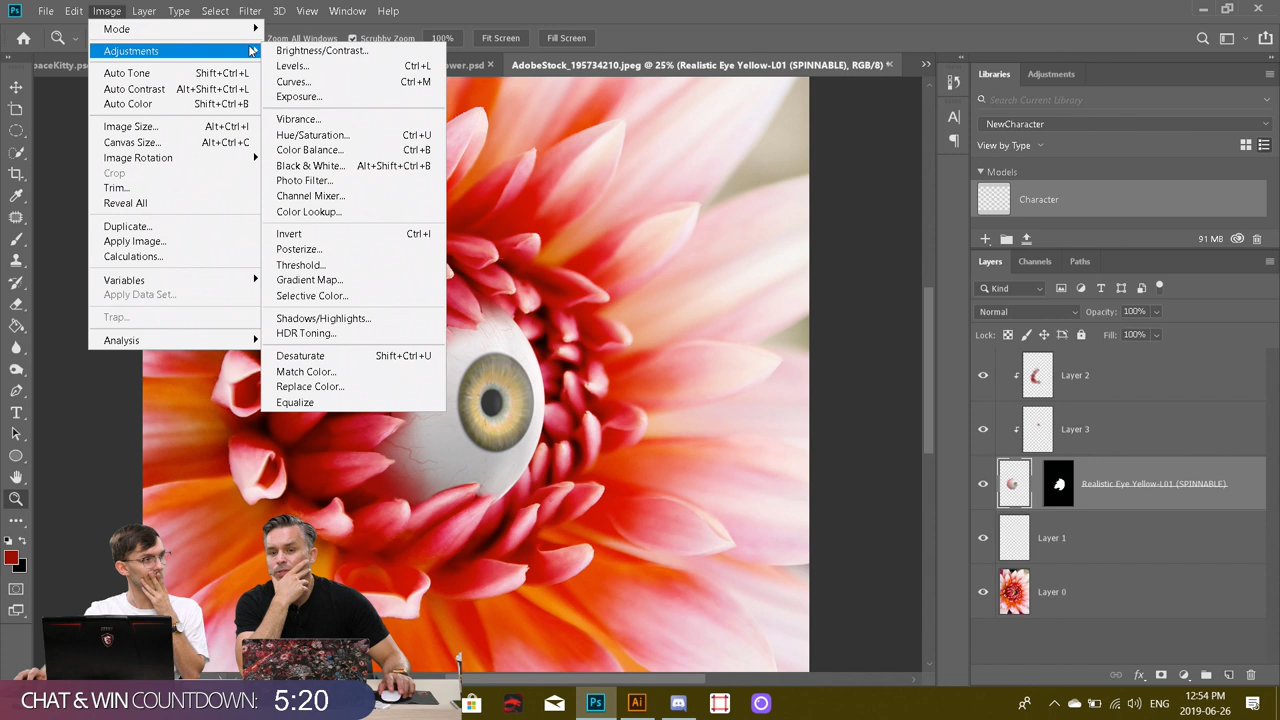 Ps File Edit Image Layer Type Select Filter 3D View Window Help
Zoom All Windows Scrubby Zoom 100% Fit Screen Fill Screen
paceKitty.ps
ower.psd × AdobeStock_195734210.jpeg @ 25% (Realistic Eye Yellow-L01 (SPINNABLE), RGB/8)
Mode
Adjustments
Auto Tone Shift+Ctrl+L
Auto Contrast Alt+Shift+Ctrl+L
Auto Color Shift+Ctrl+B
Image Size... Alt+Ctrl+I
Canvas Size... Alt+Ctrl+C
Image Rotation
Crop
Trim...
Reveal All
Duplicate...
Apply Image...
Calculations...
Variables
Apply Data Set...
Trap...
Analysis
Brightness/Contrast...
Levels... Ctrl+L
Curves... Ctrl+M
Exposure...
Vibrance...
Hue/Saturation... Ctrl+U
Color Balance... Ctrl+B
Black & White... Alt+Shift+Ctrl+B
Photo Filter...
Channel Mixer...
Color Lookup...
Invert Ctrl+I
Posterize...
Threshold...
Gradient Map...
Selective Color...
Shadows/Highlights...
HDR Toning...
Desaturate Shift+Ctrl+U
Match Color...
Replace Color...
Equalize
Libraries Adjustments
Search Current Library
NewCharacter
View by Type
Models
Character
91 MB
Layers Channels Paths
Kind
Normal Opacity: 100%
Lock: Fill: 100%
Layer 2
Layer 3
Realistic Eye Yellow-L01 (SPINNABLE)
Layer 1
Layer 0
CHAT & WIN COUNTDOWN: 5:20
Ps Ai
ENG 12:54 PM
2019-06-26